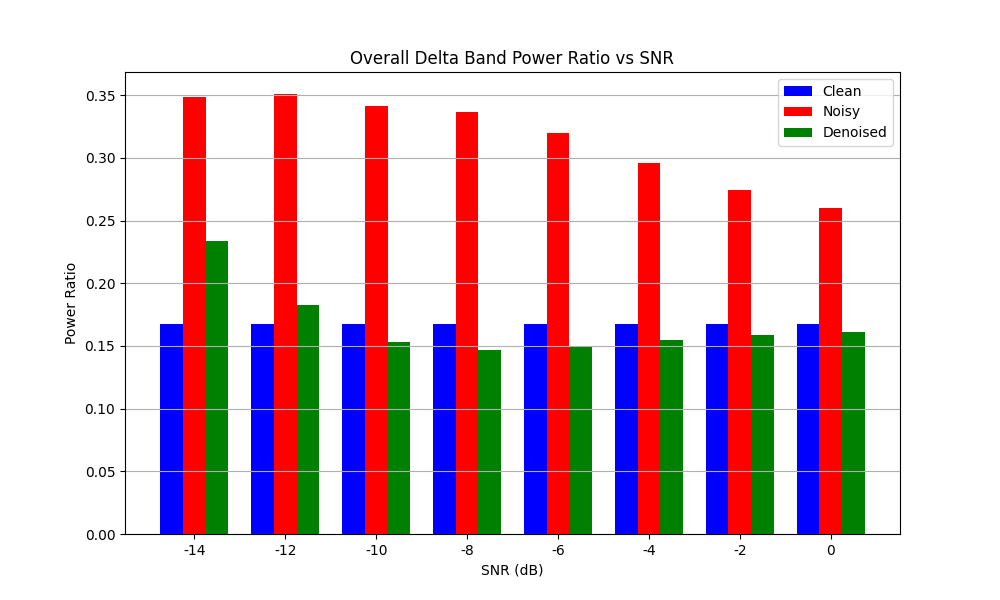 Overall Delta Band Power Ratio vs SNR
Clean
Noisy
Denoised
Power Ratio
0.35
0.30
0.25
0.20
0.15
0.10
0.05
0.00
-14 -12 -10 -8 -6 -4 -2 0
SNR (dB)